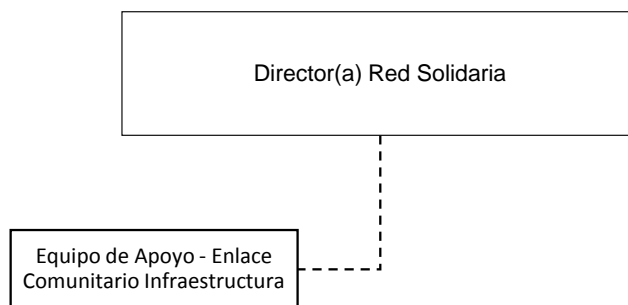 Director(a) Red Solidaria
Equipo de Apoyo - Enlace
Comunitario Infraestructura